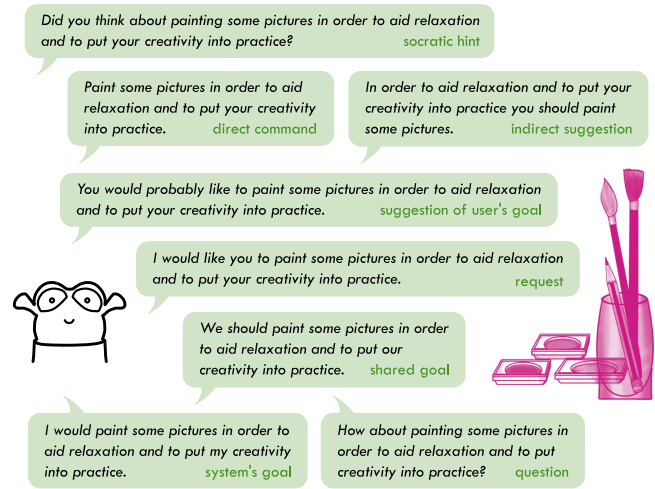 Did you think about painting some pictures in order to aid relaxation
and to put your creativity into practice? socratic hint
Paint some pictures in order to aid
relaxation and to put your creativity
into practice. direct command
In order to aid relaxation and to put your
creativity into practice you should paint
some pictures. indirect suggestion
You would probably like to paint some pictures in order to aid relaxation
and to put your creativity into practice. suggestion of user's goal
I would like you to paint some pictures in order to aid relaxation
and to put your creativity into practice. request
We should paint some pictures in order
to aid relaxation and to put our
creativity into practice. shared goal
I would paint some pictures in order to
aid relaxation and to put my creativity
into practice. system's goal
How about painting some pictures in
order to aid relaxation and to put
creativity into practice? question